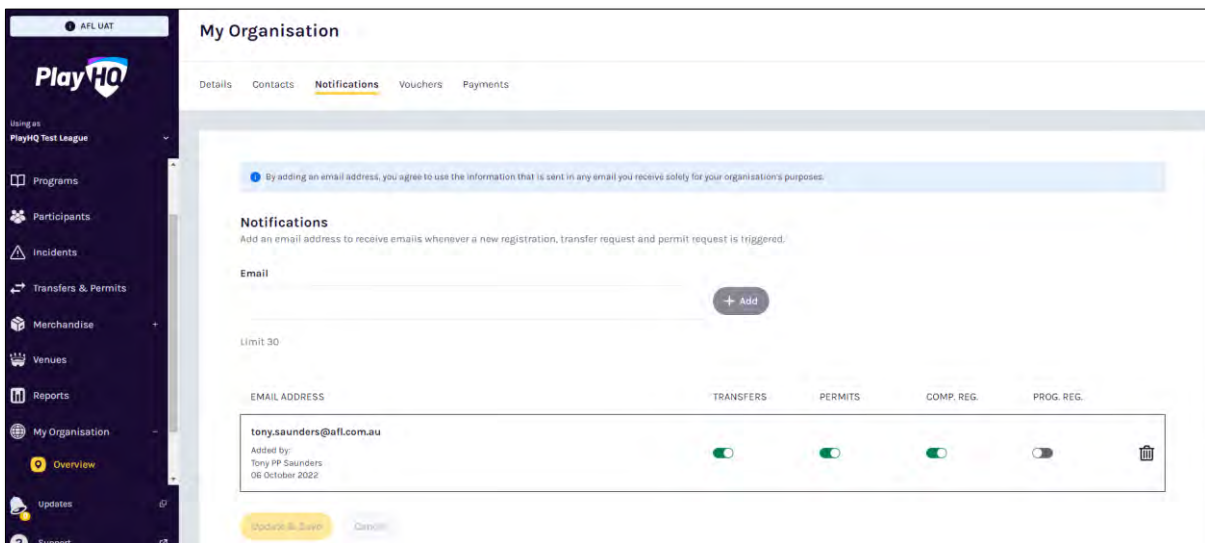 AFL UAT
PlayHQ
Using as
PlayHQ Test League
Programs
Participants
Incidents
Transfers & Permits
Merchandise +
Venues
Reports
My Organisation -
Overview
Updates
Support
My Organisation
Details Contacts Notifications Vouchers Payments
By adding an email address, you agree to use the information that is sent in any email you receive solely for your organisation's purposes.
Notifications
Add an email address to receive emails whenever a new registration, transfer request and permit request is triggered.
Email
+ Add
Limit 30
EMAIL ADDRESS TRANSFERS PERMITS COMP. REG. PROG. REG.
tony.saunders@afl.com.au
Added by:
Tony PP Saunders
06 October 2022
Update & Save Cancel